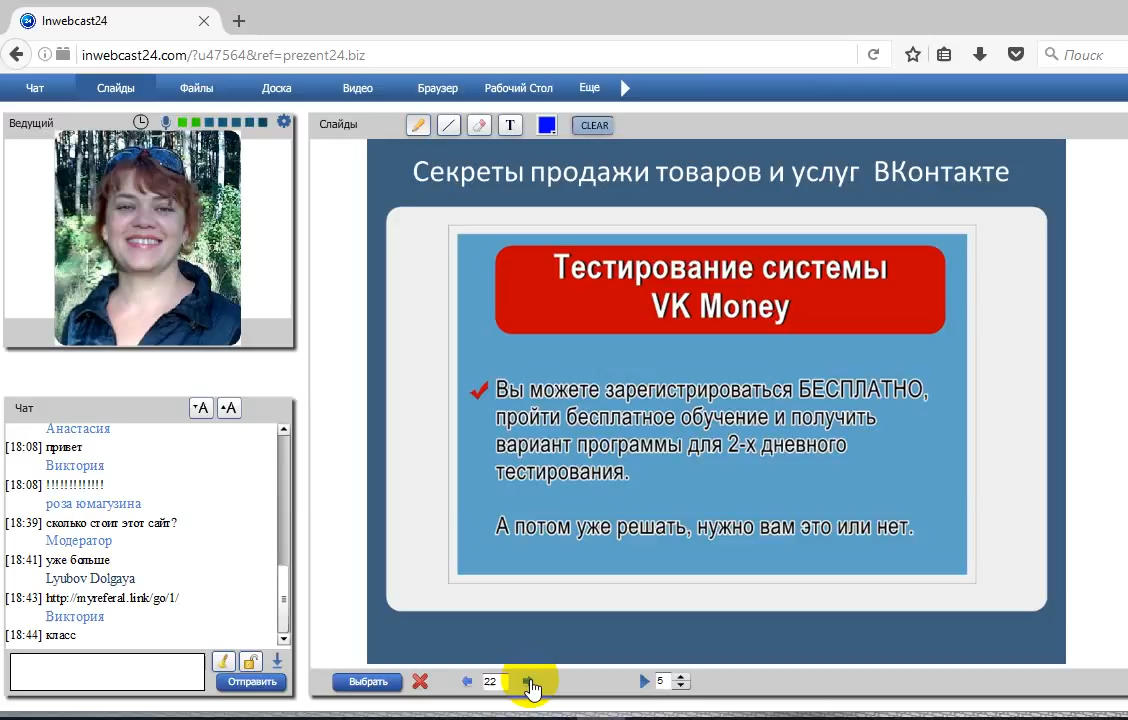 Inwebcast24
inwebcast24.com/?u47564&ref=prezent24.biz
Поиск
Чат Слайды Файлы Доска Видео Браузер Рабочий Стол Еще
Ведущий
Слайды
T
CLEAR
Секреты продажи товаров и услуг ВКонтакте
Тестирование системы
VK Money
Вы можете зарегистрироваться БЕСПЛАТНО,
пройти бесплатное обучение и получить
вариант программы для 2-х дневного
тестирования.
А потом уже решать, нужно вам это или нет.
Чат
A A
Анастасия
[18:08] привет
Виктория
[18:08] !!!!!!!!!!!!!
роза юмагузина
[18:39] сколько стоит этот сайт?
Модератор
[18:41] уже больше
Lyubov Dolgaya
[18:43] http://myreferal.link/go/1/
Виктория
[18:44] класс
Отправить
Выбрать
22
5